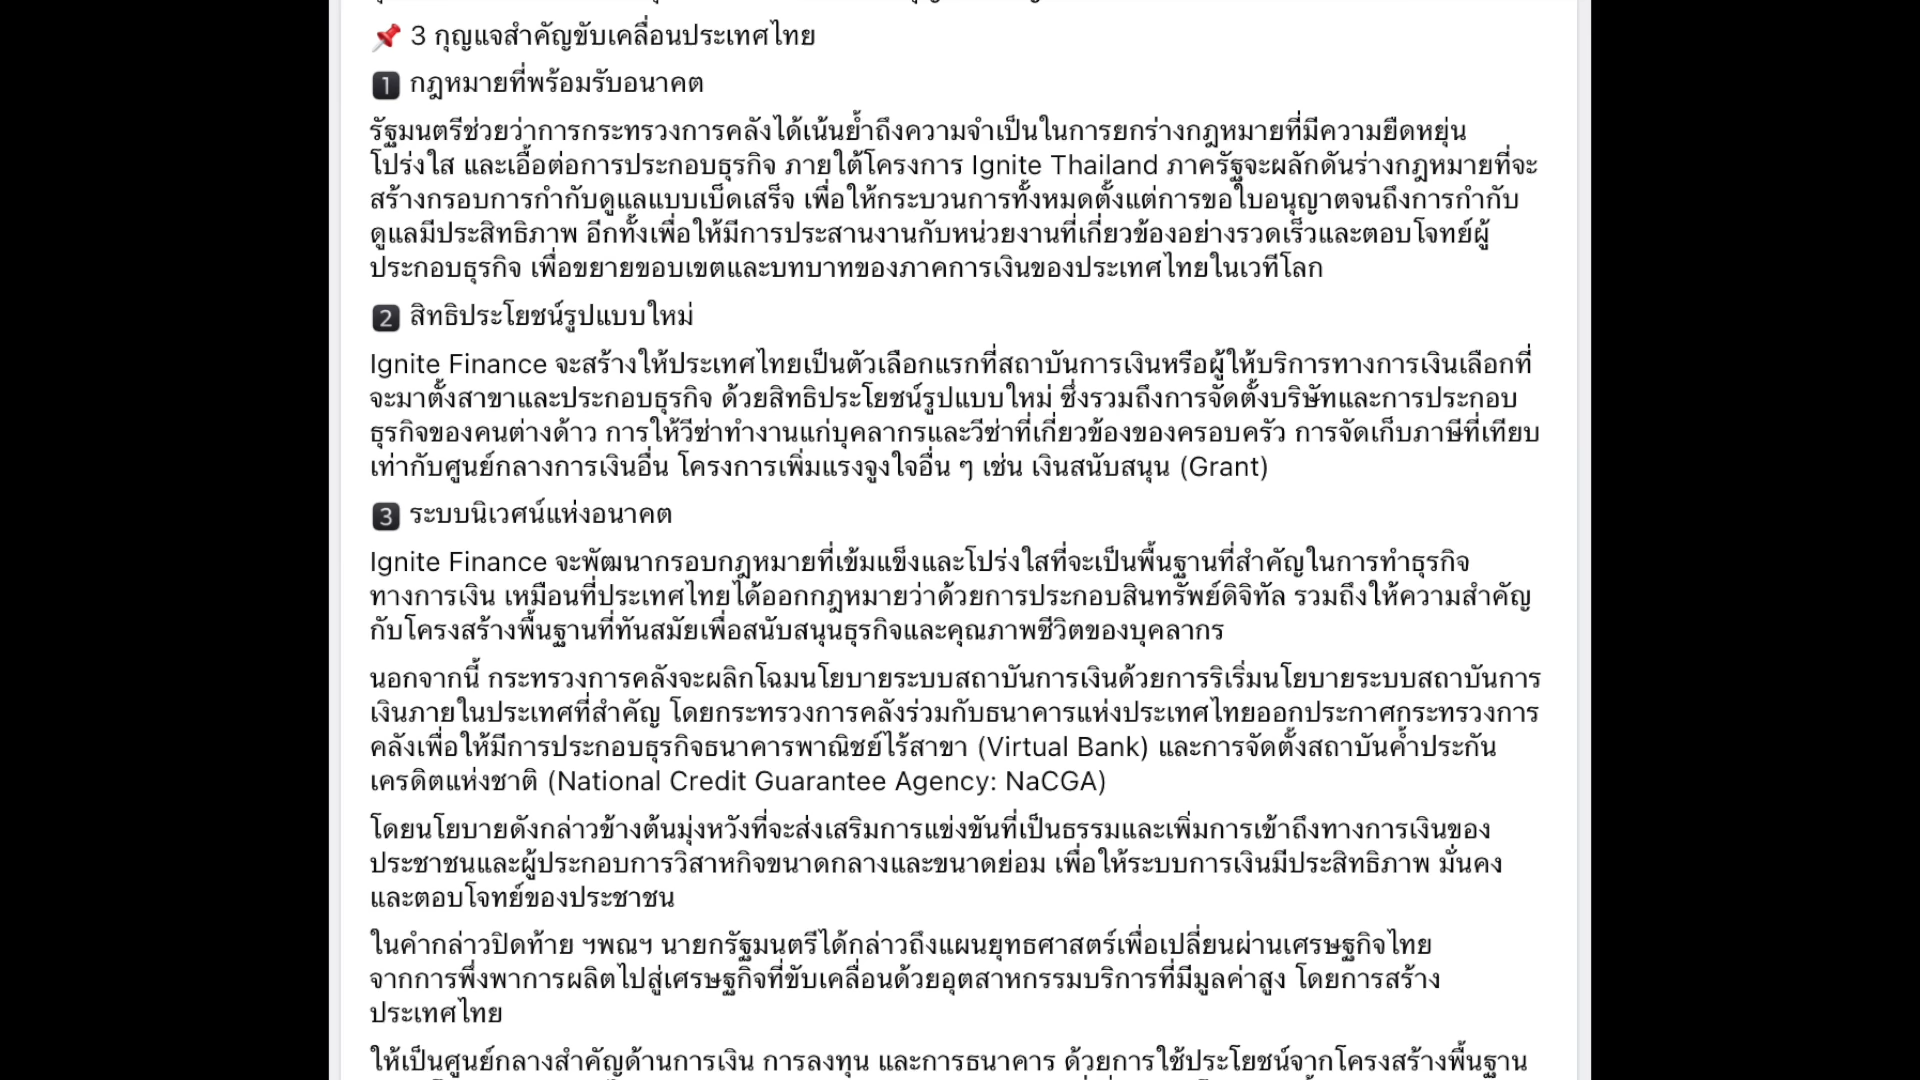 📌 3 กุญแจสำคัญขับเคลื่อนประเทศไทย
1️⃣ กฎหมายที่พร้อมรับอนาคต
รัฐมนตรีช่วยว่าการกระทรวงการคลังได้เน้นย้ำถึงความจำเป็นในการยกร่างกฎหมายที่มีความยืดหยุ่น
โปร่งใส และเอื้อต่อการประกอบธุรกิจ ภายใต้โครงการ Ignite Thailand ภาครัฐจะผลักดันร่างกฎหมายที่จะ
สร้างกรอบการกำกับดูแลแบบเบ็ดเสร็จ เพื่อให้กระบวนการทั้งหมดตั้งแต่การขอใบอนุญาตจนถึงการกำกับ
ดูแลมีประสิทธิภาพ อีกทั้งเพื่อให้มีการประสานงานกับหน่วยงานที่เกี่ยวข้องอย่างรวดเร็วและตอบโจทย์ผู้
ประกอบธุรกิจ เพื่อขยายขอบเขตและบทบาทของภาคการเงินของประเทศไทยในเวทีโลก
2️⃣ สิทธิประโยชน์รูปแบบใหม่
Ignite Finance จะสร้างให้ประเทศไทยเป็นตัวเลือกแรกที่สถาบันการเงินหรือผู้ให้บริการทางการเงินเลือกที่
จะมาตั้งสาขาและประกอบธุรกิจ ด้วยสิทธิประโยชน์รูปแบบใหม่ ซึ่งรวมถึงการจัดตั้งบริษัทและการประกอบ
ธุรกิจของคนต่างด้าว การให้วีซ่าทำงานแก่บุคลากรและวีซ่าที่เกี่ยวข้องของครอบครัว การจัดเก็บภาษีที่เทียบ
เท่ากับศูนย์กลางการเงินอื่น โครงการเพิ่มแรงจูงใจอื่น ๆ เช่น เงินสนับสนุน (Grant)
3️⃣ ระบบนิเวศน์แห่งอนาคต
Ignite Finance จะพัฒนากรอบกฎหมายที่เข้มแข็งและโปร่งใสที่จะเป็นพื้นฐานที่สำคัญในการทำธุรกิจ
ทางการเงิน เหมือนที่ประเทศไทยได้ออกกฎหมายว่าด้วยการประกอบสินทรัพย์ดิจิทัล รวมถึงให้ความสำคัญ
กับโครงสร้างพื้นฐานที่ทันสมัยเพื่อสนับสนุนธุรกิจและคุณภาพชีวิตของบุคลากร
นอกจากนี้ กระทรวงการคลังจะผลิกโฉมนโยบายระบบสถาบันการเงินด้วยการริเริ่มนโยบายระบบสถาบันการ
เงินภายในประเทศที่สำคัญ โดยกระทรวงการคลังร่วมกับธนาคารแห่งประเทศไทยออกประกาศกระทรวงการ
คลังเพื่อให้มีการประกอบธุรกิจธนาคารพาณิชย์ไร้สาขา (Virtual Bank) และการจัดตั้งสถาบันค้ำประกัน
เครดิตแห่งชาติ (National Credit Guarantee Agency: NaCGA)
โดยนโยบายดังกล่าวข้างต้นมุ่งหวังที่จะส่งเสริมการแข่งขันที่เป็นธรรมและเพิ่มการเข้าถึงทางการเงินของ
ประชาชนและผู้ประกอบการวิสาหกิจขนาดกลางและขนาดย่อม เพื่อให้ระบบการเงินมีประสิทธิภาพ มั่นคง
และตอบโจทย์ของประชาชน
ในคำกล่าวปิดท้าย ฯพณฯ นายกรัฐมนตรีได้กล่าวถึงแผนยุทธศาสตร์เพื่อเปลี่ยนผ่านเศรษฐกิจไทย
จากการพึ่งพาการผลิตไปสู่เศรษฐกิจที่ขับเคลื่อนด้วยอุตสาหกรรมบริการที่มีมูลค่าสูง โดยการสร้าง
ประเทศไทย
ให้เป็นศูนย์กลางสำคัญด้านการเงิน การลงทุน และการธนาคาร ด้วยการใช้ประโยชน์จากโครงสร้างพื้นฐาน